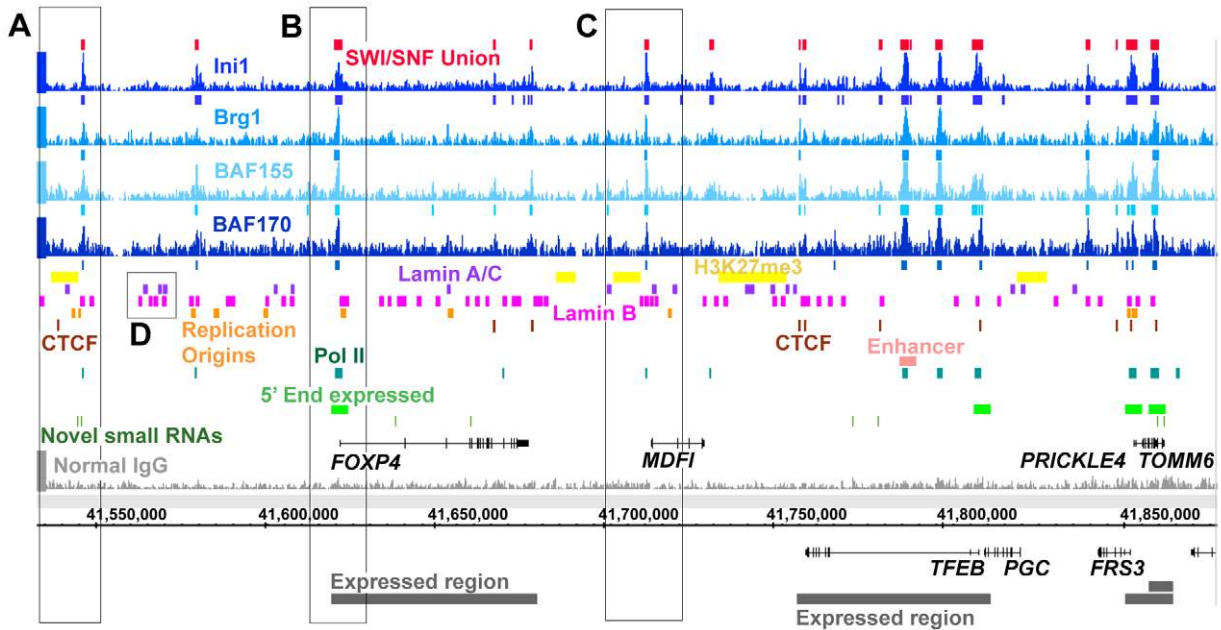 A
B
C
SWI/SNF Union
Ini1
Brg1
BAF155
BAF170
H3K27me3
Lamin A/C
Lamin B
D
CTCF
Replication
Origins
CTCF
Enhancer
Pol II
5' End expressed
Novel small RNAs
FOXP4
MDFI
PRICKLE4
TOMM6
Normal IgG
41,550,000
41,600,000
41,650,000
41,700,000
41,750,000
41,800,000
41,850,000
TFEB
PGC
FRS3
Expressed region
Expressed region